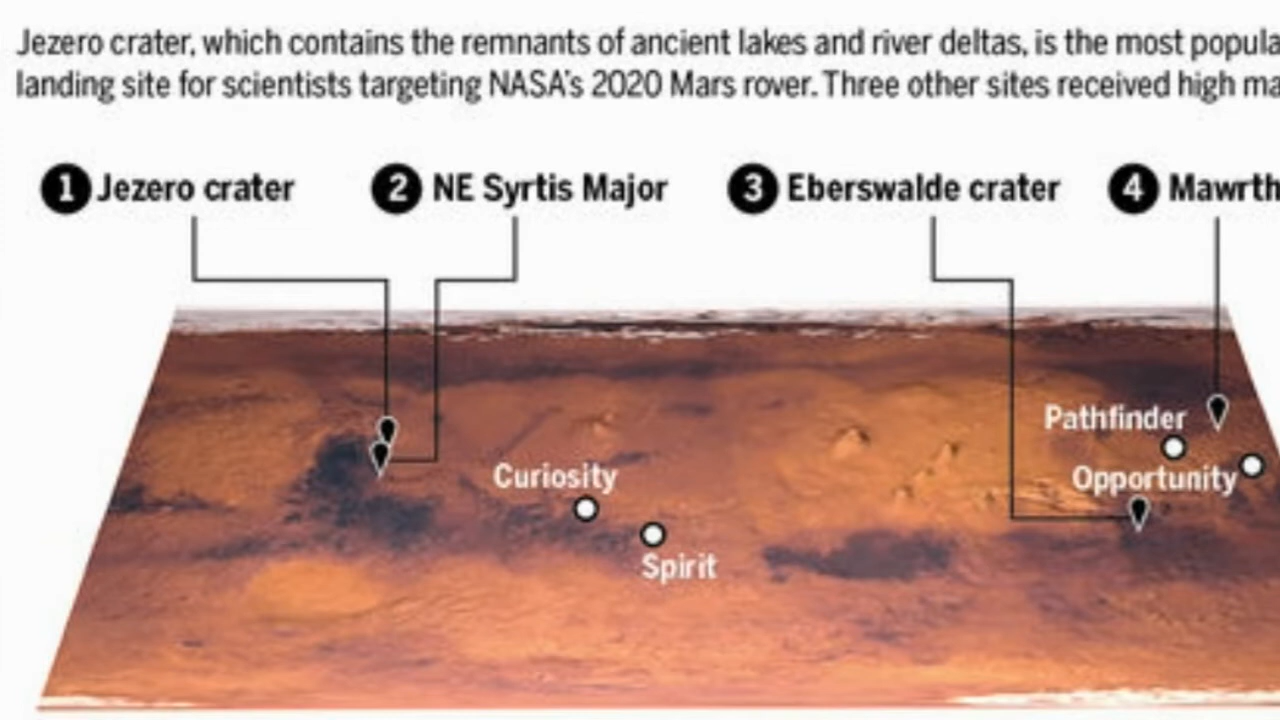 Jezero crater, which contains the remnants of ancient lakes and river deltas, is the most popula
landing site for scientists targeting NASA's 2020 Mars rover. Three other sites received high ma
1 Jezero crater 2 NE Syrtis Major 3 Eberswalde crater 4 Mawrth
Pathfinder
Curiosity Opportunity
Spirit